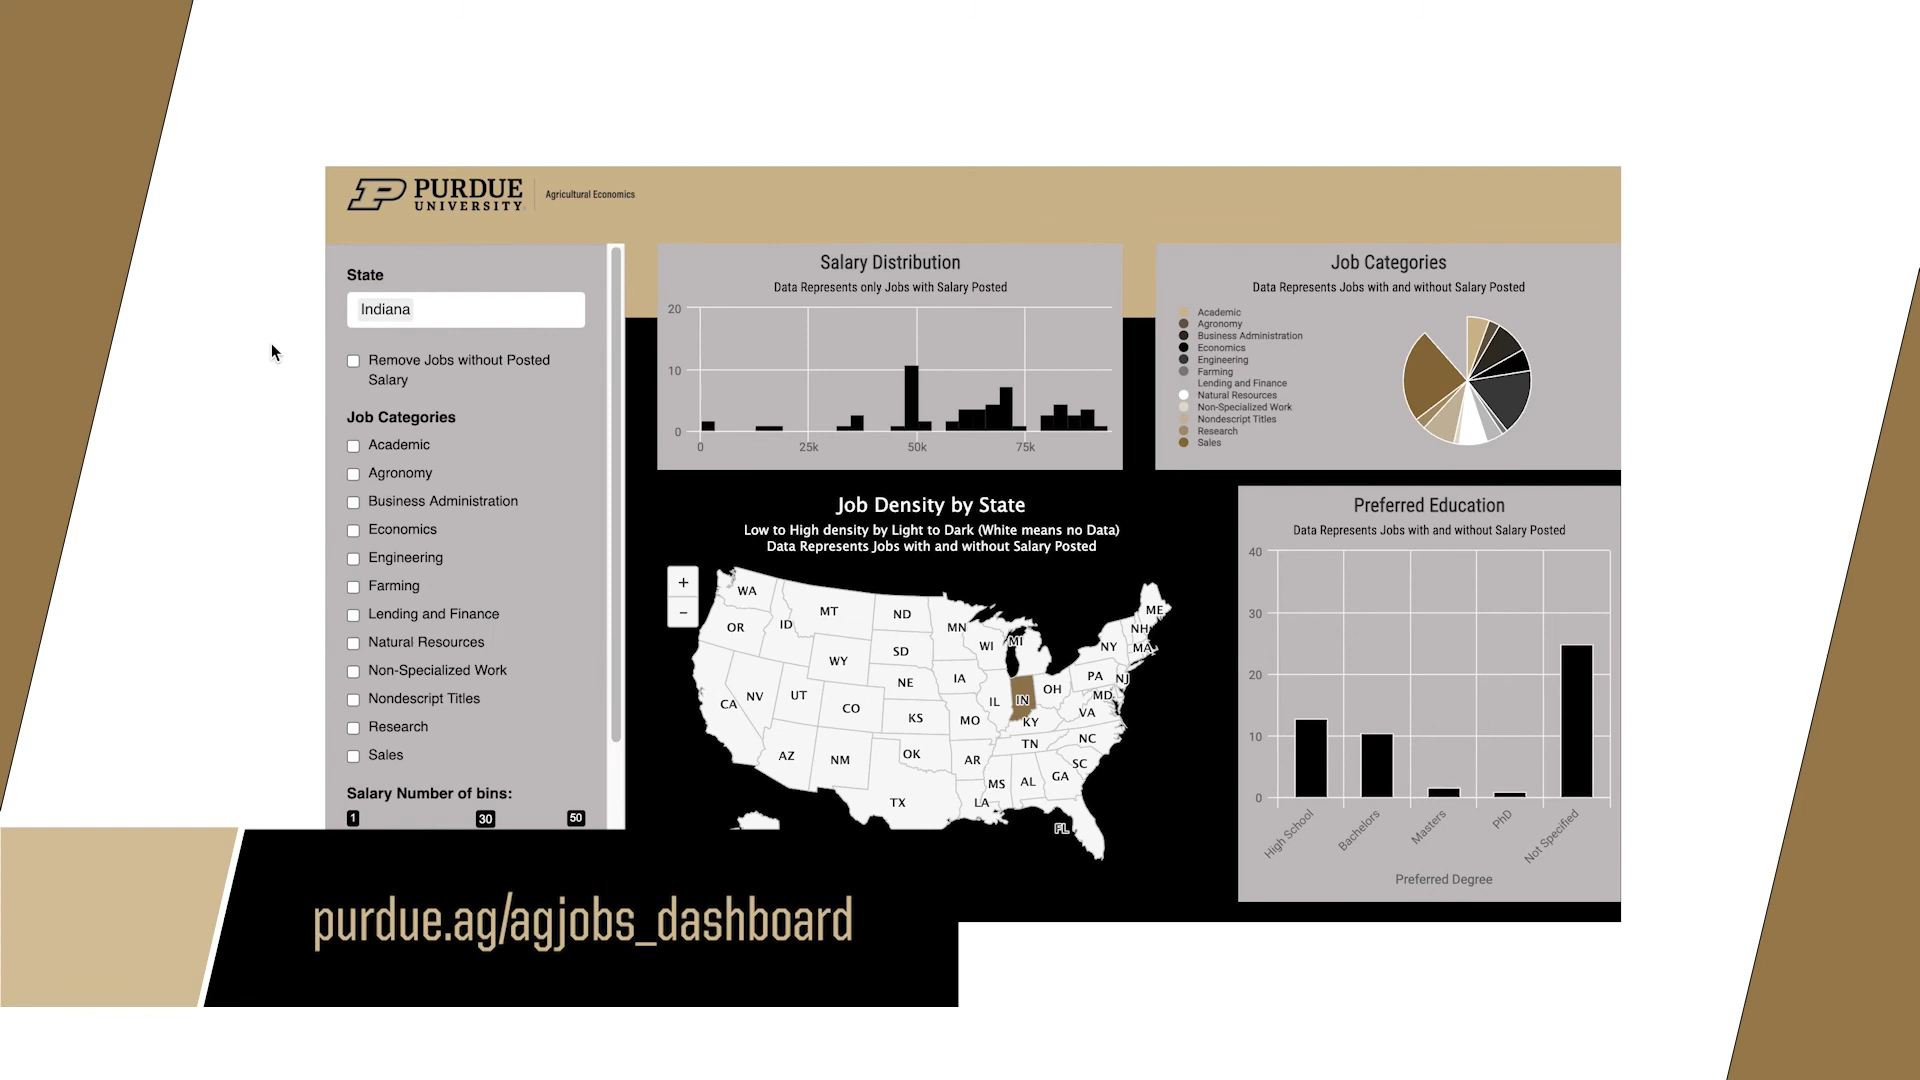 PURDUE
UNIVERSITY
Agricultural Economics
State
Indiana
Remove Jobs without Posted
Salary
Job Categories
Academic
Agronomy
Business Administration
Economics
Engineering
Farming
Lending and Finance
Natural Resources
Non-Specialized Work
Nondescript Titles
Research
Sales
Salary Number of bins:
1 30 50
Salary Distribution
Data Represents only Jobs with Salary Posted
20
10
0
0 25k 50k 75k
Job Categories
Data Represents Jobs with and without Salary Posted
Academic
Agronomy
Business Administration
Economics
Engineering
Farming
Lending and Finance
Natural Resources
Non-Specialized Work
Nondescript Titles
Research
Sales
Job Density by State
Low to High density by Light to Dark (White means no Data)
Data Represents Jobs with and without Salary Posted
+
−
WA
MT
ND
MN
ME
OR
ID
WI
MI
NH
NY
MA
WY
SD
NE
IA
PA
NJ
NV
UT
CO
IL
IN
OH
MD
CA
KS
MO
KY
VA
AZ
NM
OK
AR
TN
NC
MS
AL
GA
SC
TX
LA
FL
Preferred Education
Data Represents Jobs with and without Salary Posted
40
30
20
10
0
High School
Bachelors
Masters
PhD
Not Specified
Preferred Degree
purdue.ag/agjobs_dashboard